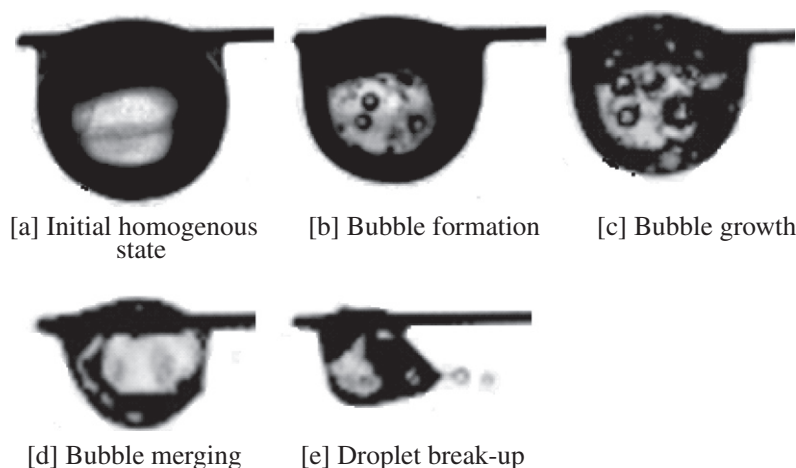 [a] Initial homogenous
state
[b] Bubble formation
[c] Bubble growth
[d] Bubble merging
[e] Droplet break-up